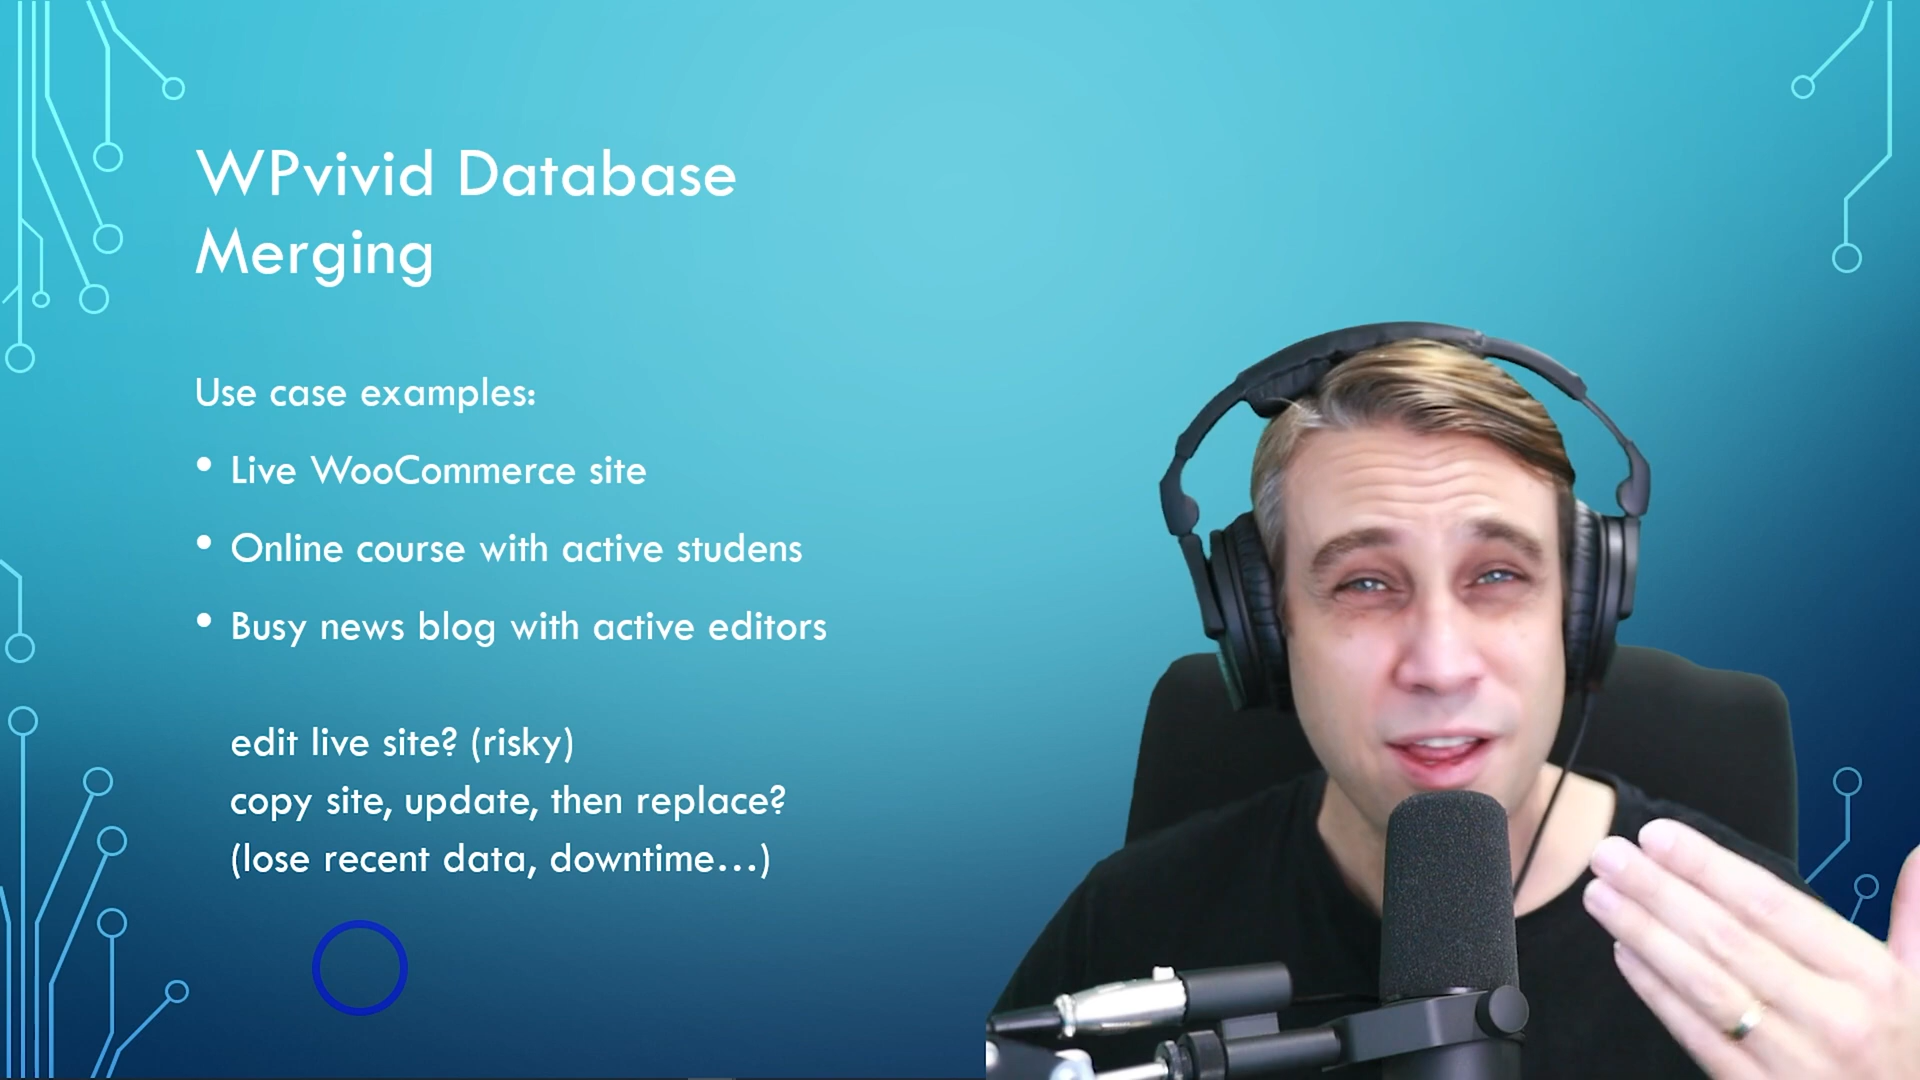 WPvivid Database
Merging
Use case examples:
• Live WooCommerce site
• Online course with active studens
• Busy news blog with active editors
edit live site? (risky)
copy site, update, then replace?
(lose recent data, downtime…)